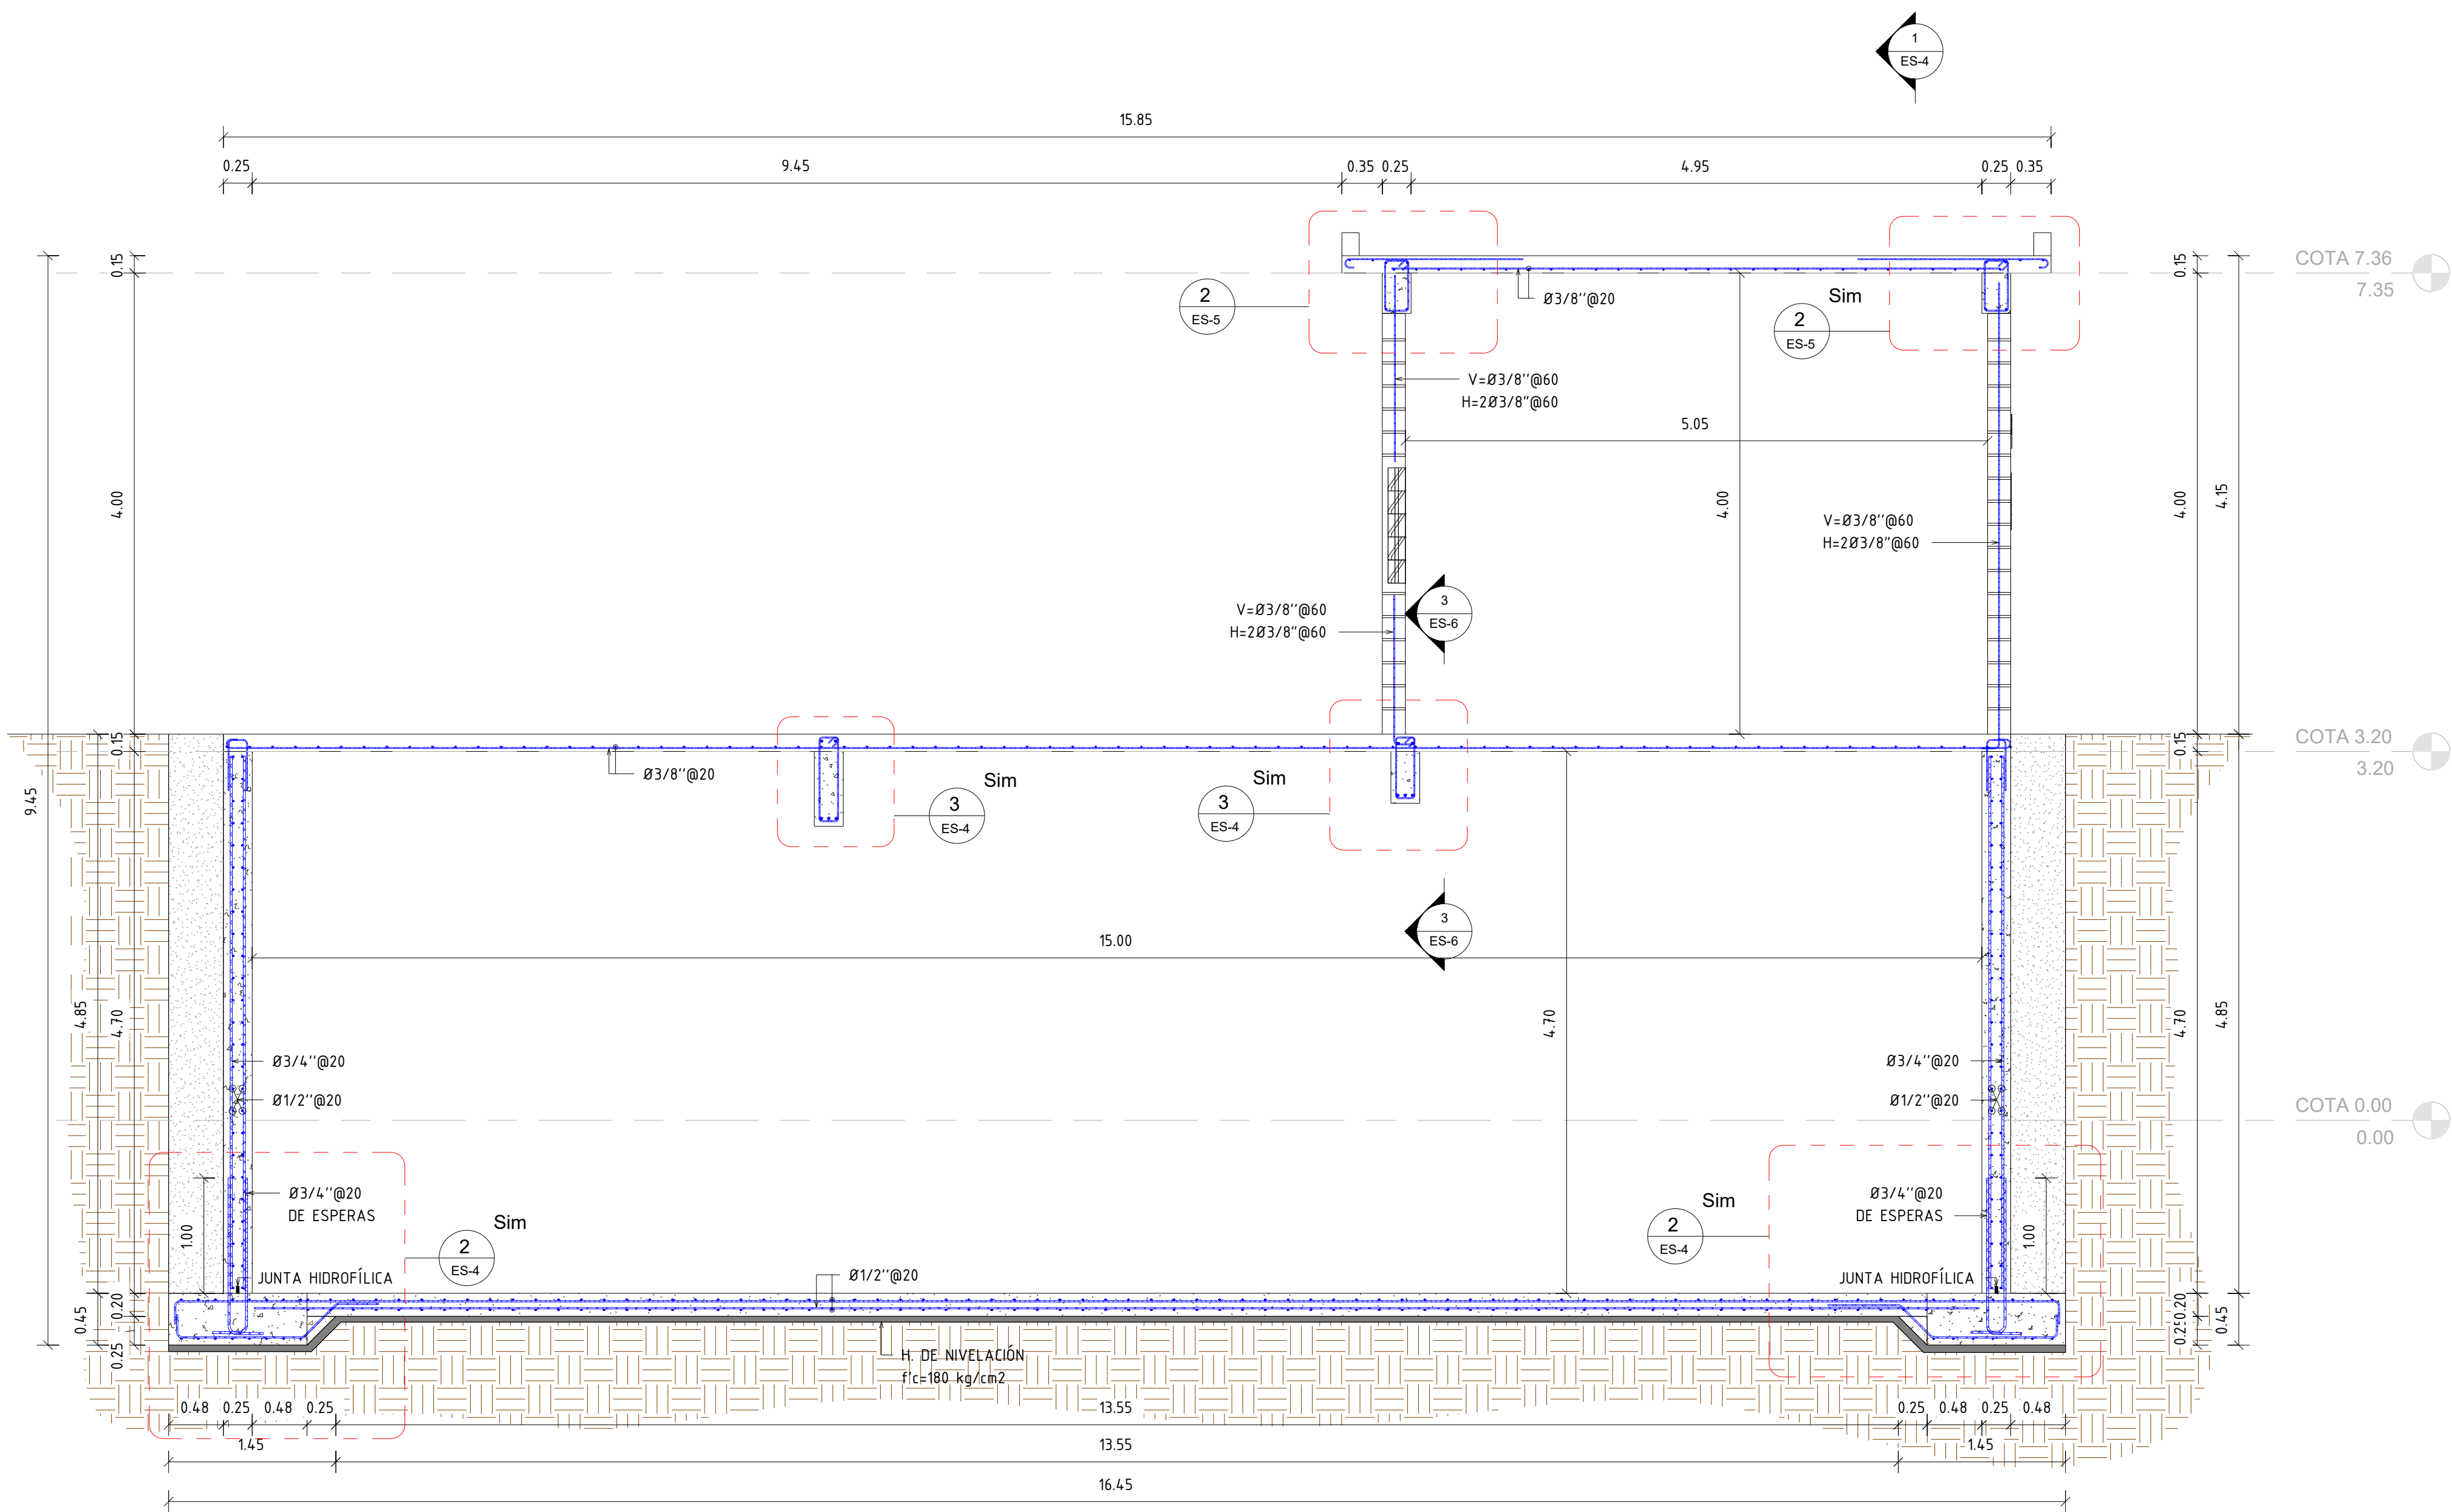 1
ES-4
15.85
0.25
9.45
0.35
0.25
4.95
0.25
0.35
0.15
0.15
COTA 7.36
7.35
2
ES-5
Ø3/8''@20
Sim
2
ES-5
V=Ø3/8''@60
H=2Ø3/8"@60
5.05
4.00
4.00
4.00
4.15
V=Ø3/8''@60
H=2Ø3/8"@60
3
ES-6
V=Ø3/8''@60
H=2Ø3/8"@60
0.15
0.15
COTA 3.20
3.20
9.45
Ø3/8''@20
Sim
3
ES-4
Sim
3
ES-4
3
ES-6
15.00
4.85
4.70
4.70
4.70
4.85
Ø3/4''@20
Ø1/2''@20
Ø3/4''@20
Ø1/2''@20
COTA 0.00
0.00
Ø3/4''@20
DE ESPERAS
1.00
Sim
2
ES-4
Sim
2
ES-4
Ø3/4''@20
DE ESPERAS
1.00
JUNTA HIDROFÍLICA
Ø1/2''@20
JUNTA HIDROFÍLICA
0.45
0.20
0.25
0.20
0.25
0.45
H. DE NIVELACIÓN
f'c=180 kg/cm2
0.48
0.25
0.48
0.25
13.55
0.25
0.48
0.25
0.48
1.45
13.55
1.45
16.45